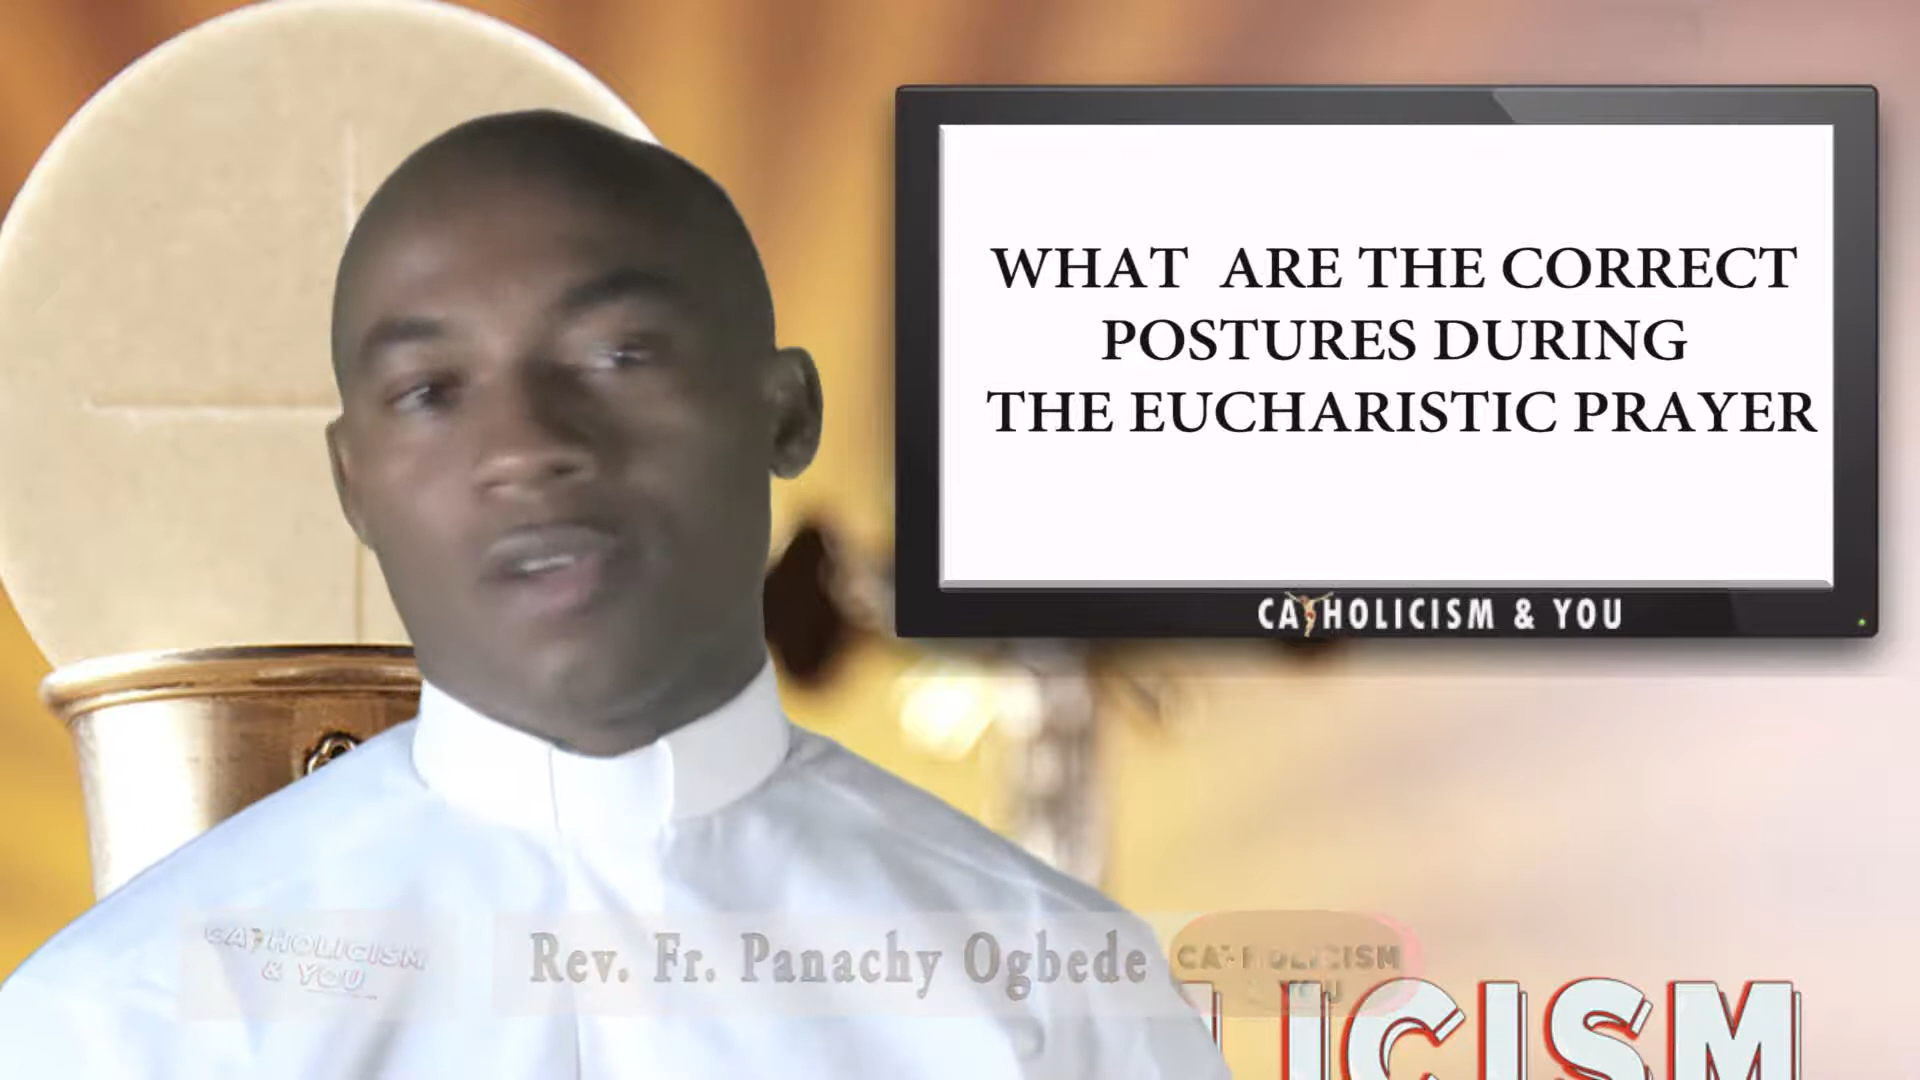 WHAT ARE THE CORRECT
POSTURES DURING
THE EUCHARISTIC PRAYER
CATHOLICISM & YOU
CATHOLICISM
& YOU
Rev. Fr. Panachy Ogbede
CATHOLICISM
& YOU
LICISM